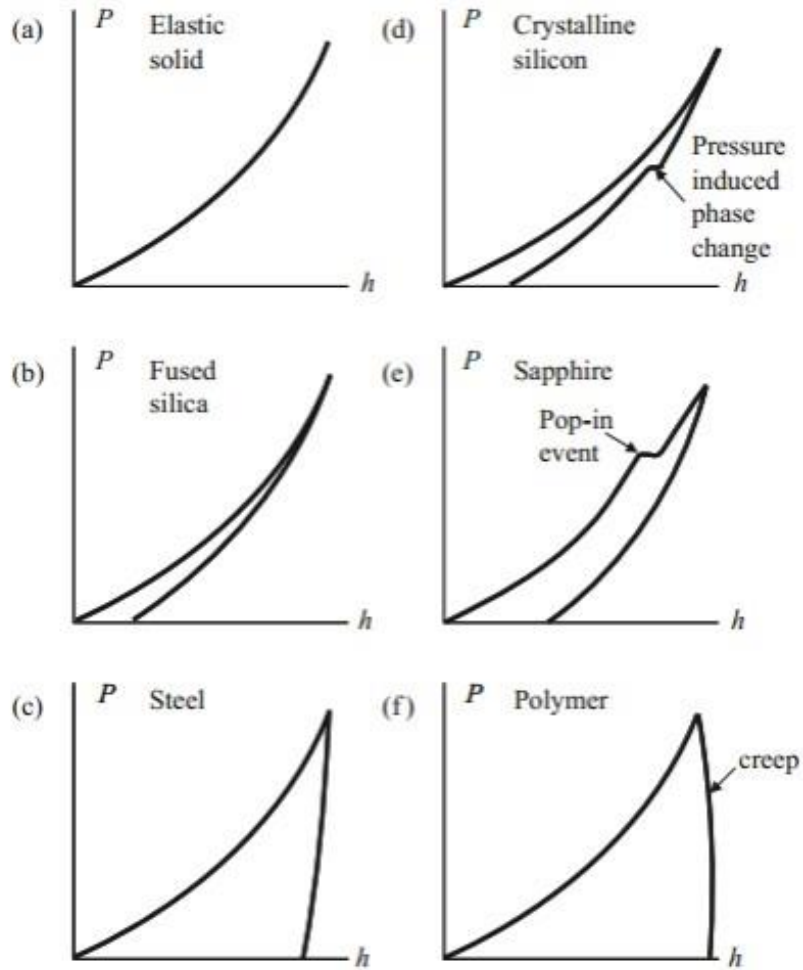 (a) P Elastic
solid
h
(d) P Crystalline
silicon
Pressure
induced
phase
change
h
(b) P Fused
silica
h
(e) P Sapphire
Pop-in
event
h
(c) P Steel
h
(f) P Polymer
creep
h